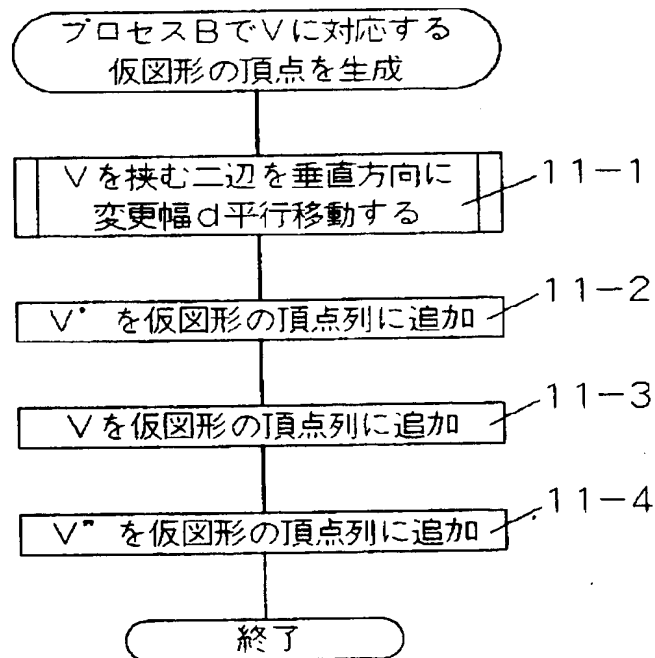 プロセスBでVに対応する
仮図形の頂点を生成
Vを挟む二辺を垂直方向に
変更幅d平行移動する
11-1
V' を仮図形の頂点列に追加
11-2
Vを仮図形の頂点列に追加
11-3
V" を仮図形の頂点列に追加
11-4
終了